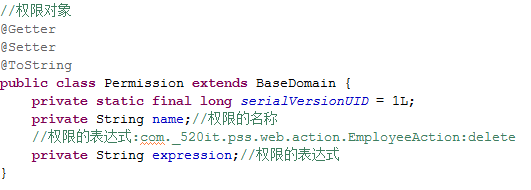 //权限对象
@Getter
@Setter
@ToString
public class Permission extends BaseDomain {
private static final long serialVersionUID = 1L;
private String name;//权限的名称
//权限的表达式:com._520it.pss.web.action.EmployeeAction:delete
private String expression;//权限的表达式
}